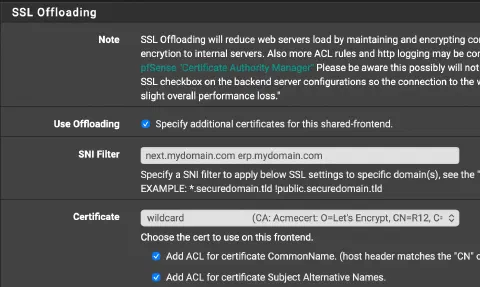 SSL Offloading
Note
SSL Offloading will reduce web servers load by maintaining and encrypting
encrytion to internal servers. Also more ACL rules and http logging may be
pfSense "Certificate Authority Manager" Please be aware this possibly will not
SSL checkbox on the backend server configurations so the connection to the
slight overall performance loss."
Use Offloading
Specify additional certificates for this shared-frontend.
SNI Filter
next.mydomain.com erp.mydomain.com
Specify a SNI filter to apply below SSL settings to specific domain(s), see the "
EXAMPLE: *.securedomain.tld !public.securedomain.tld
Certificate
wildcard (CA: Acmecert: O=Let's Encrypt, CN=R12, C=
Choose the cert to use on this frontend.
Add ACL for certificate CommonName. (host header matches the "CN"
Add ACL for certificate Subject Alternative Names.